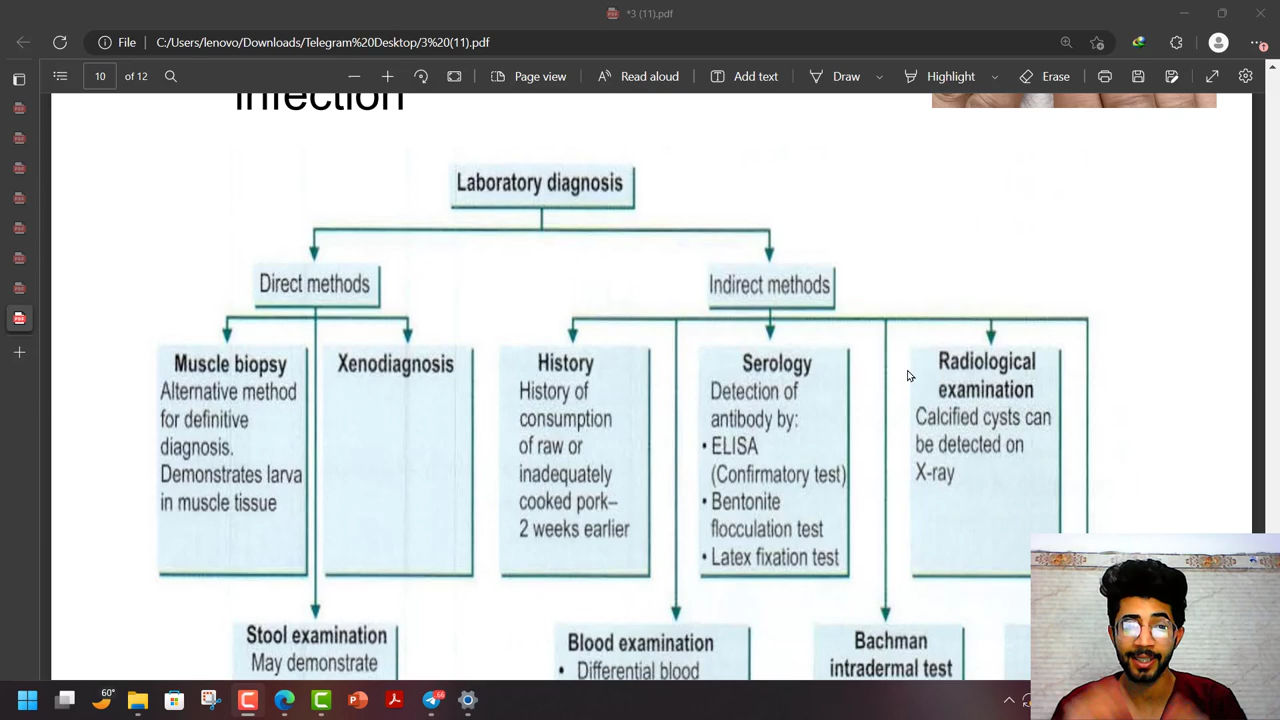 *3 (11).pdf
File
C:/Users/lenovo/Downloads/Telegram%20Desktop/3%20(11).pdf
10 of 12
Page view
Read aloud
Add text
Draw
Highlight
Erase
infection
Laboratory diagnosis
Direct methods
Indirect methods
Muscle biopsy
Alternative method
for definitive
diagnosis.
Demonstrates larva
in muscle tissue
Xenodiagnosis
History
History of
consumption
of raw or
inadequately
cooked pork–
2 weeks earlier
Serology
Detection of
antibody by:
• ELISA
(Confirmatory test)
• Bentonite
flocculation test
• Latex fixation test
Radiological
examination
Calcified cysts can
be detected on
X-ray
Stool examination
May demonstrate
Blood examination
• Differential blood
Bachman
intradermal test
60°
66